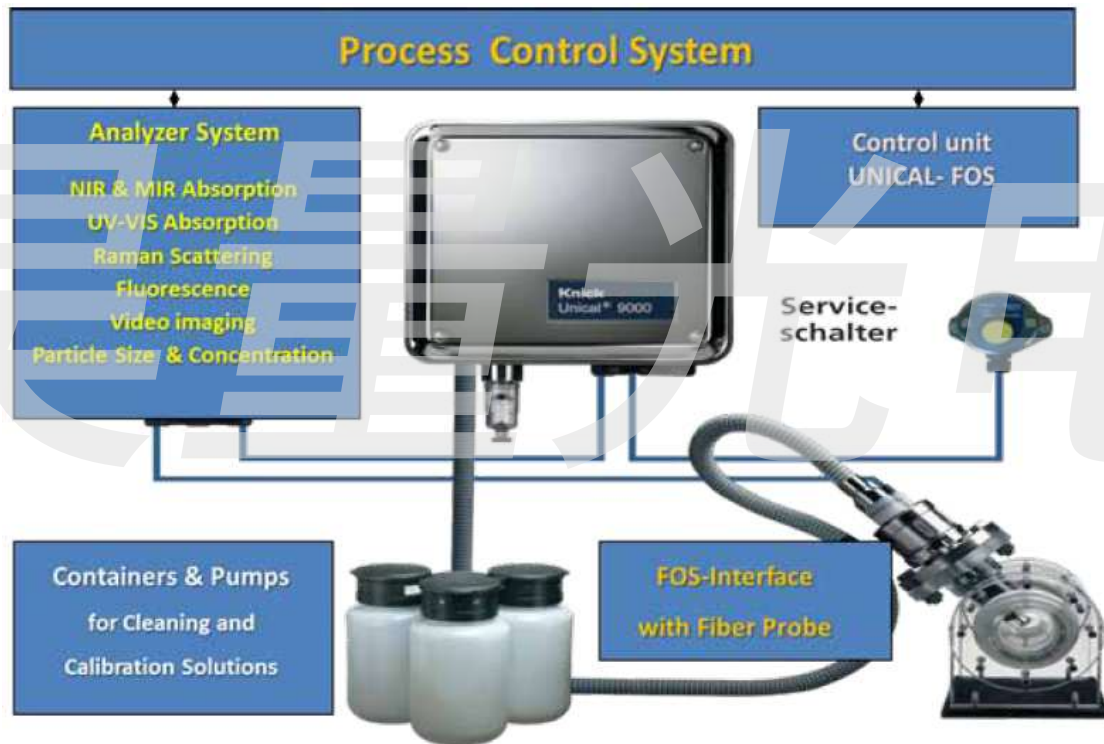 Process Control System
Analyzer System
NIR & MIR Absorption
UV-VIS Absorption
Raman Scattering
Fluorescence
Video imaging
Particle Size & Concentration
Knick
Unical® 9000
Control unit
UNICAL- FOS
Service-
schalter
Containers & Pumps
for Cleaning and
Calibration Solutions
FOS-Interface
with Fiber Probe